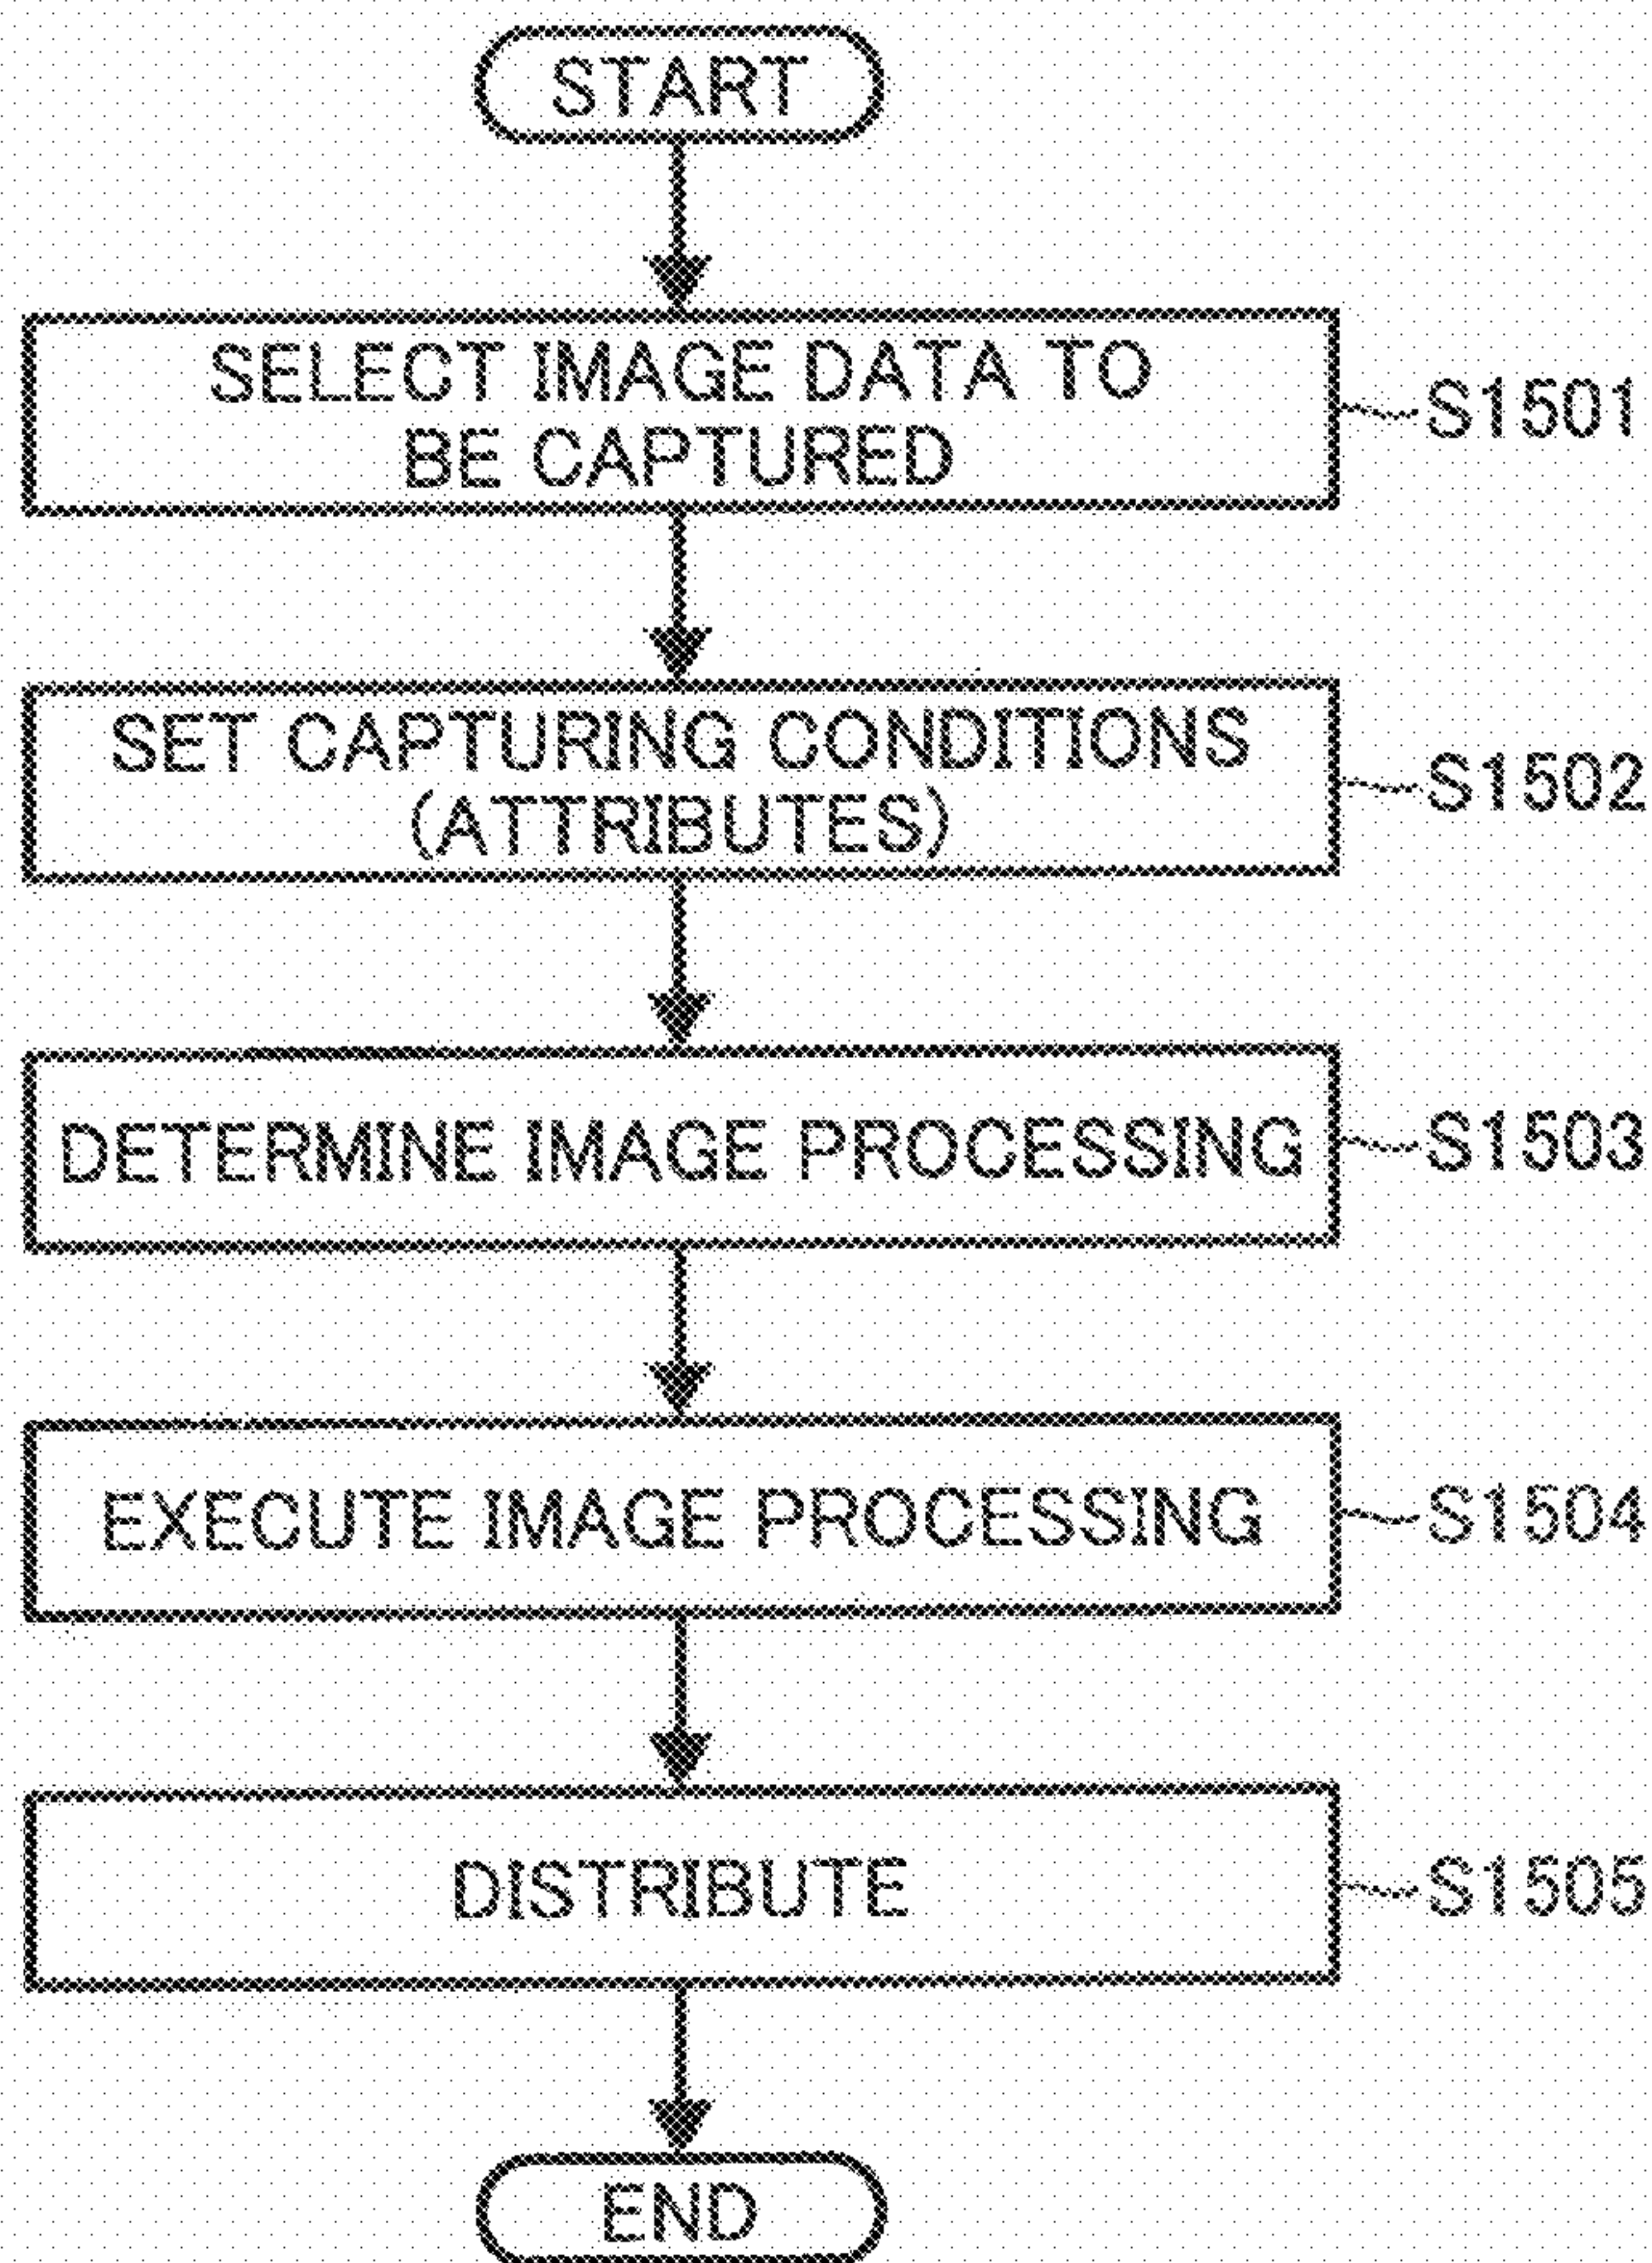 START
SELECT IMAGE DATA TO
BE CAPTURED
S1501
SET CAPTURING CONDITIONS
(ATTRIBUTES)
S1502
DETERMINE IMAGE PROCESSING
S1503
EXECUTE IMAGE PROCESSING
S1504
DISTRIBUTE
S1505
END